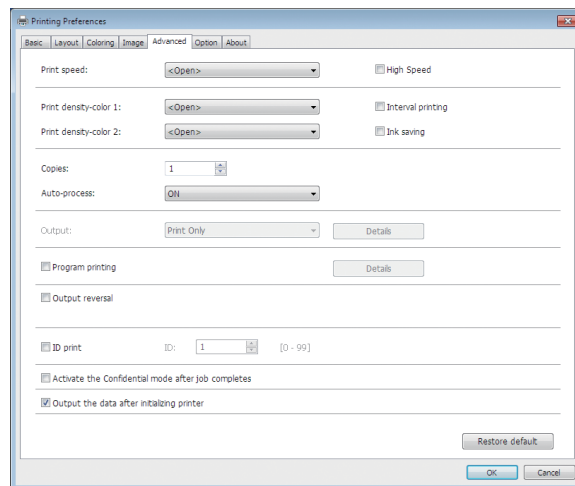 Printing Preferences
Basic Layout Coloring Image Advanced Option About
Print speed: <Open> High Speed
Print density-color 1: <Open> Interval printing
Print density-color 2: <Open> Ink saving
Copies: 1
Auto-process: ON
Output: Print Only Details
Program printing Details
Output reversal
ID print ID: 1 [0 - 99]
Activate the Confidential mode after job completes
Output the data after initializing printer
Restore default
OK Cancel